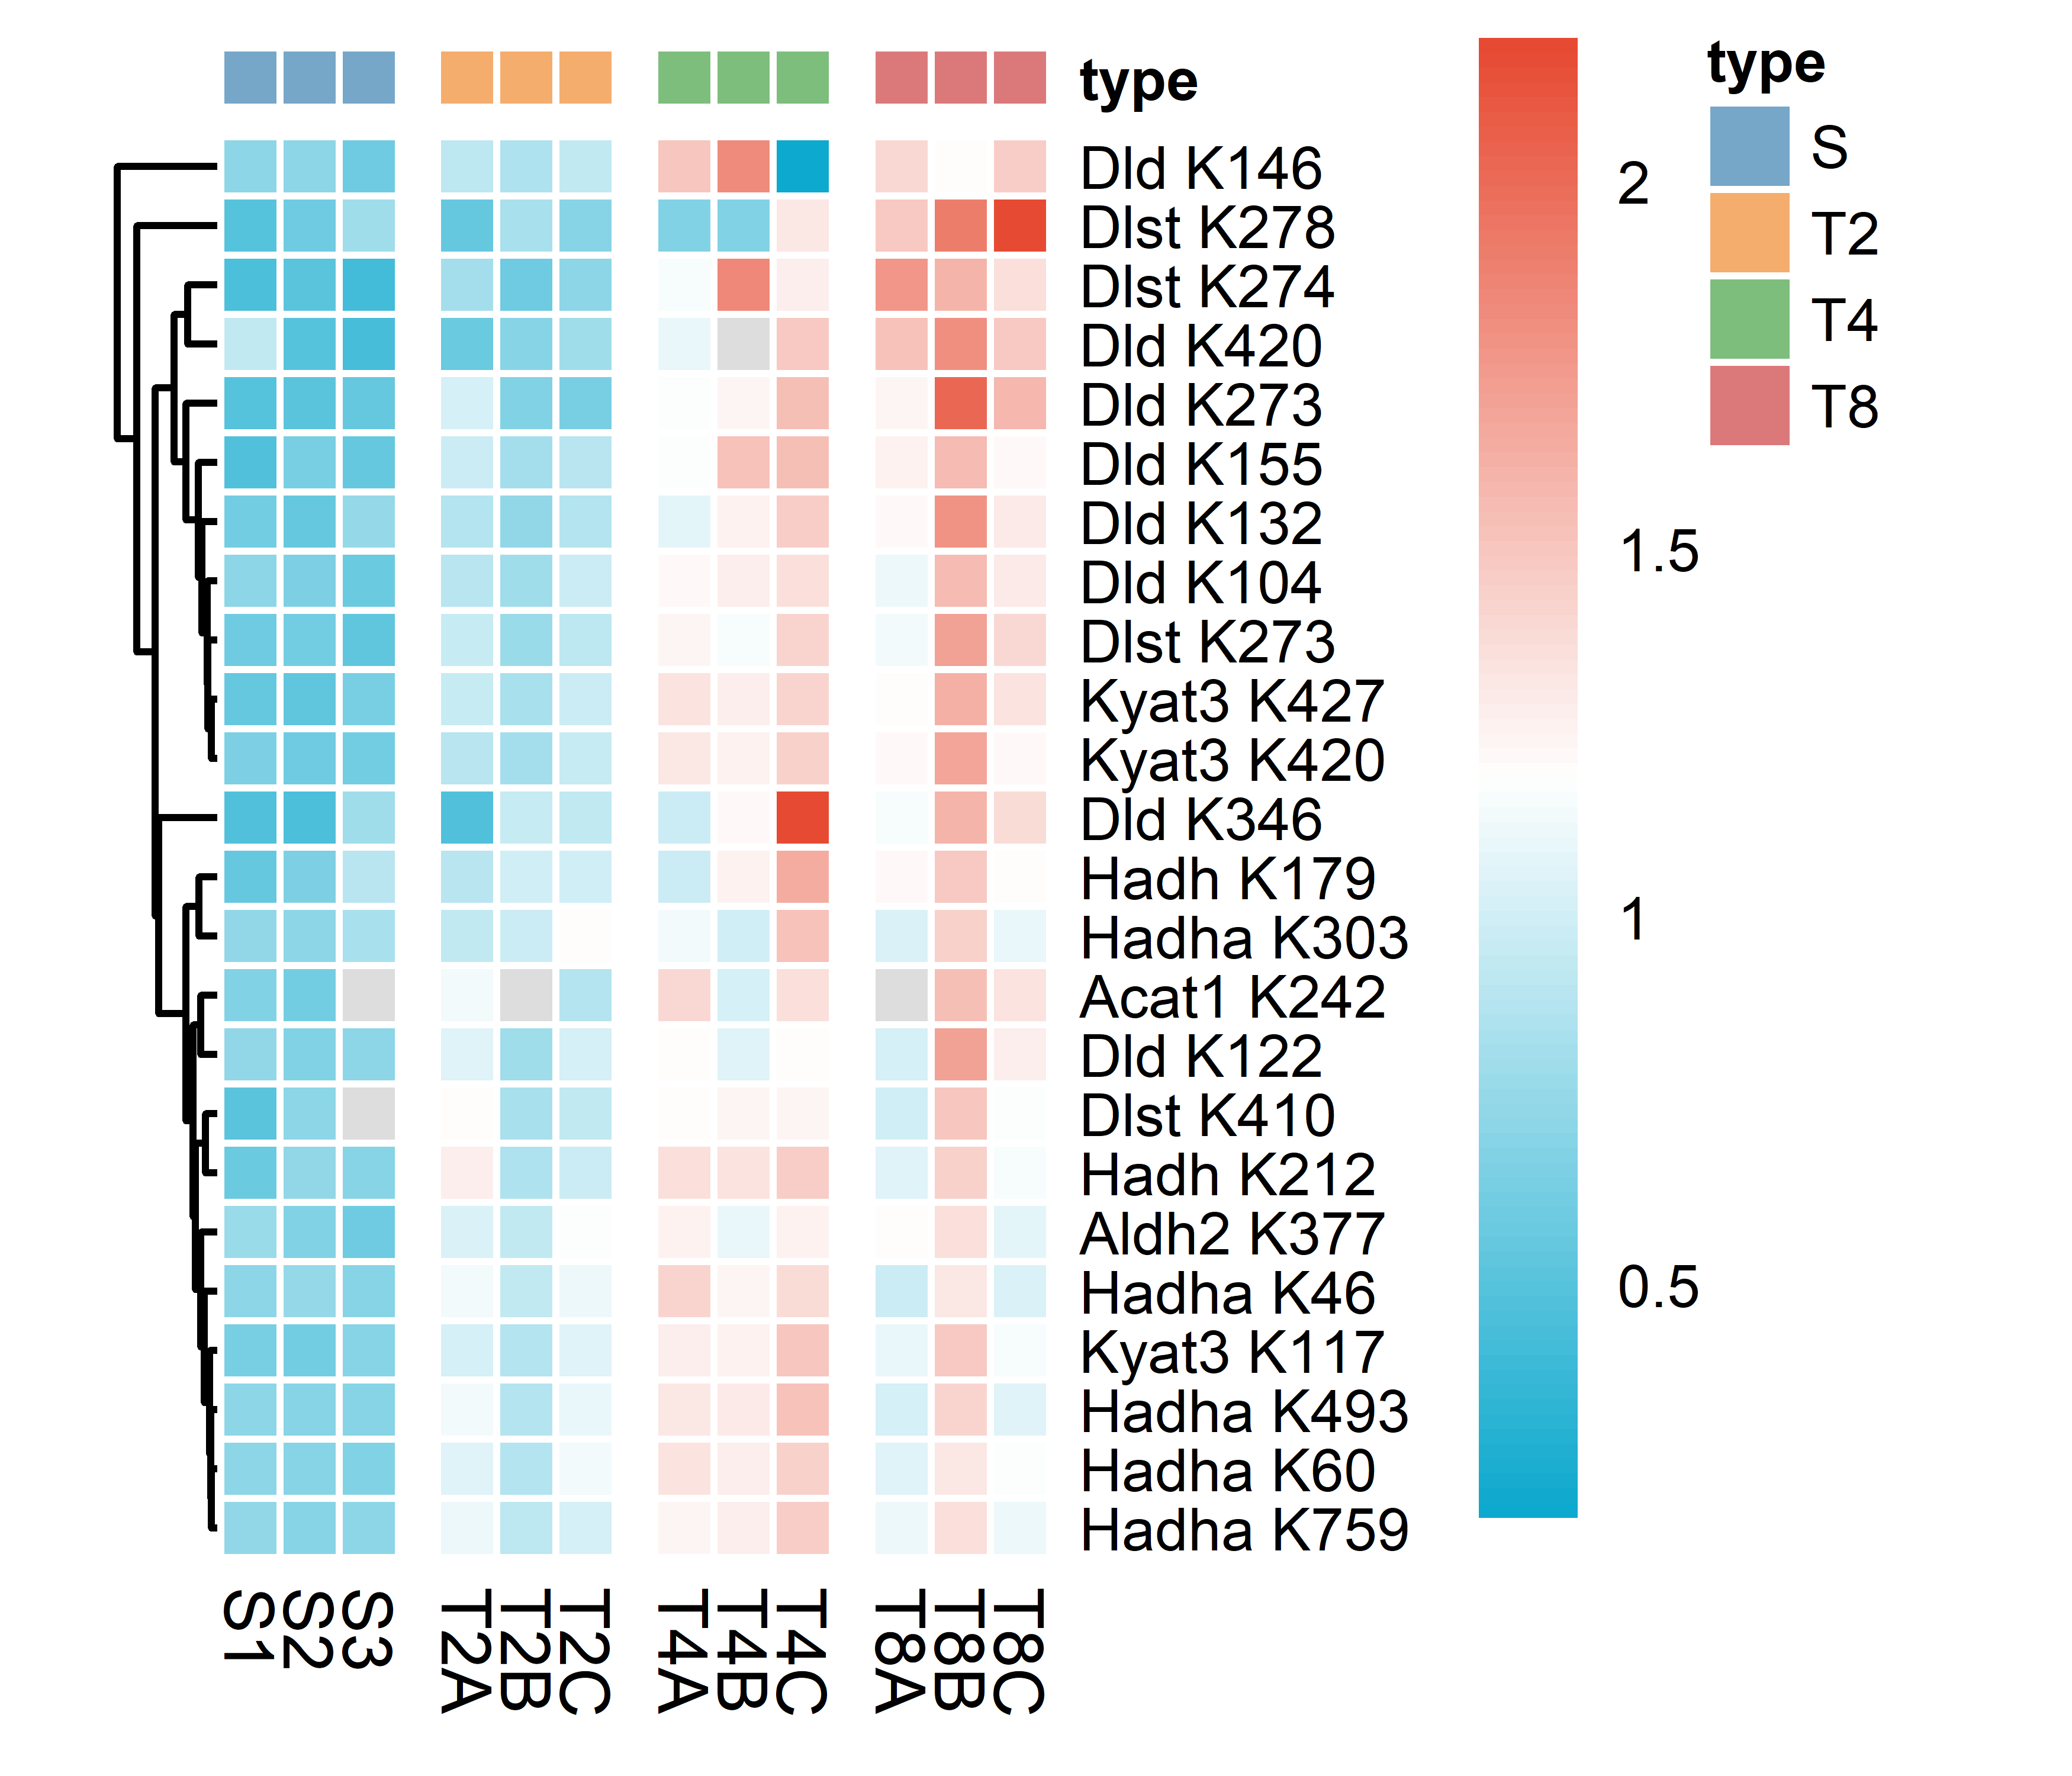 type
Dld K146
Dlst K278
Dlst K274
Dld K420
Dld K273
Dld K155
Dld K132
Dld K104
Dlst K273
Kyat3 K427
Kyat3 K420
Dld K346
Hadh K179
Hadha K303
Acat1 K242
Dld K122
Dlst K410
Hadh K212
Aldh2 K377
Hadha K46
Kyat3 K117
Hadha K493
Hadha K60
Hadha K759
S1 S2 S3 T2A T2B T2C T4A T4B T4C T8A T8B T8C
2
1.5
1
0.5
type
S
T2
T4
T8